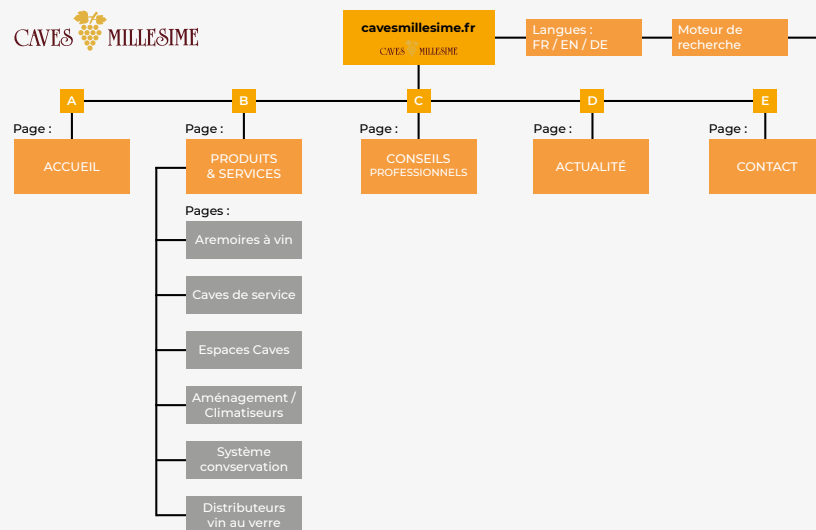 CAVES MILLESIME
cavesmillesime.fr
CAVES MILLESIME
Langues :
FR / EN / DE
Moteur de
recherche
A
B
C
D
E
Page :
Page :
Page :
Page :
Page :
ACCUEIL
PRODUITS
& SERVICES
CONSEILS
PROFESSIONNELS
ACTUALITÉ
CONTACT
Pages :
Aremoires à vin
Caves de service
Espaces Caves
Aménagement /
Climatiseurs
Système
convservation
Distributeurs
vin au verre